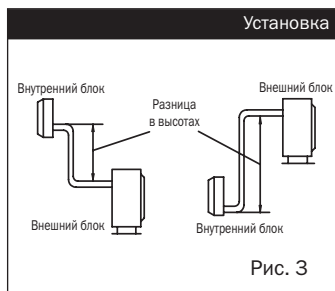 Установка
Внутренний блок
Разница
в высотах
Внешний блок
Внешний блок
Внутренний блок
Рис. 3